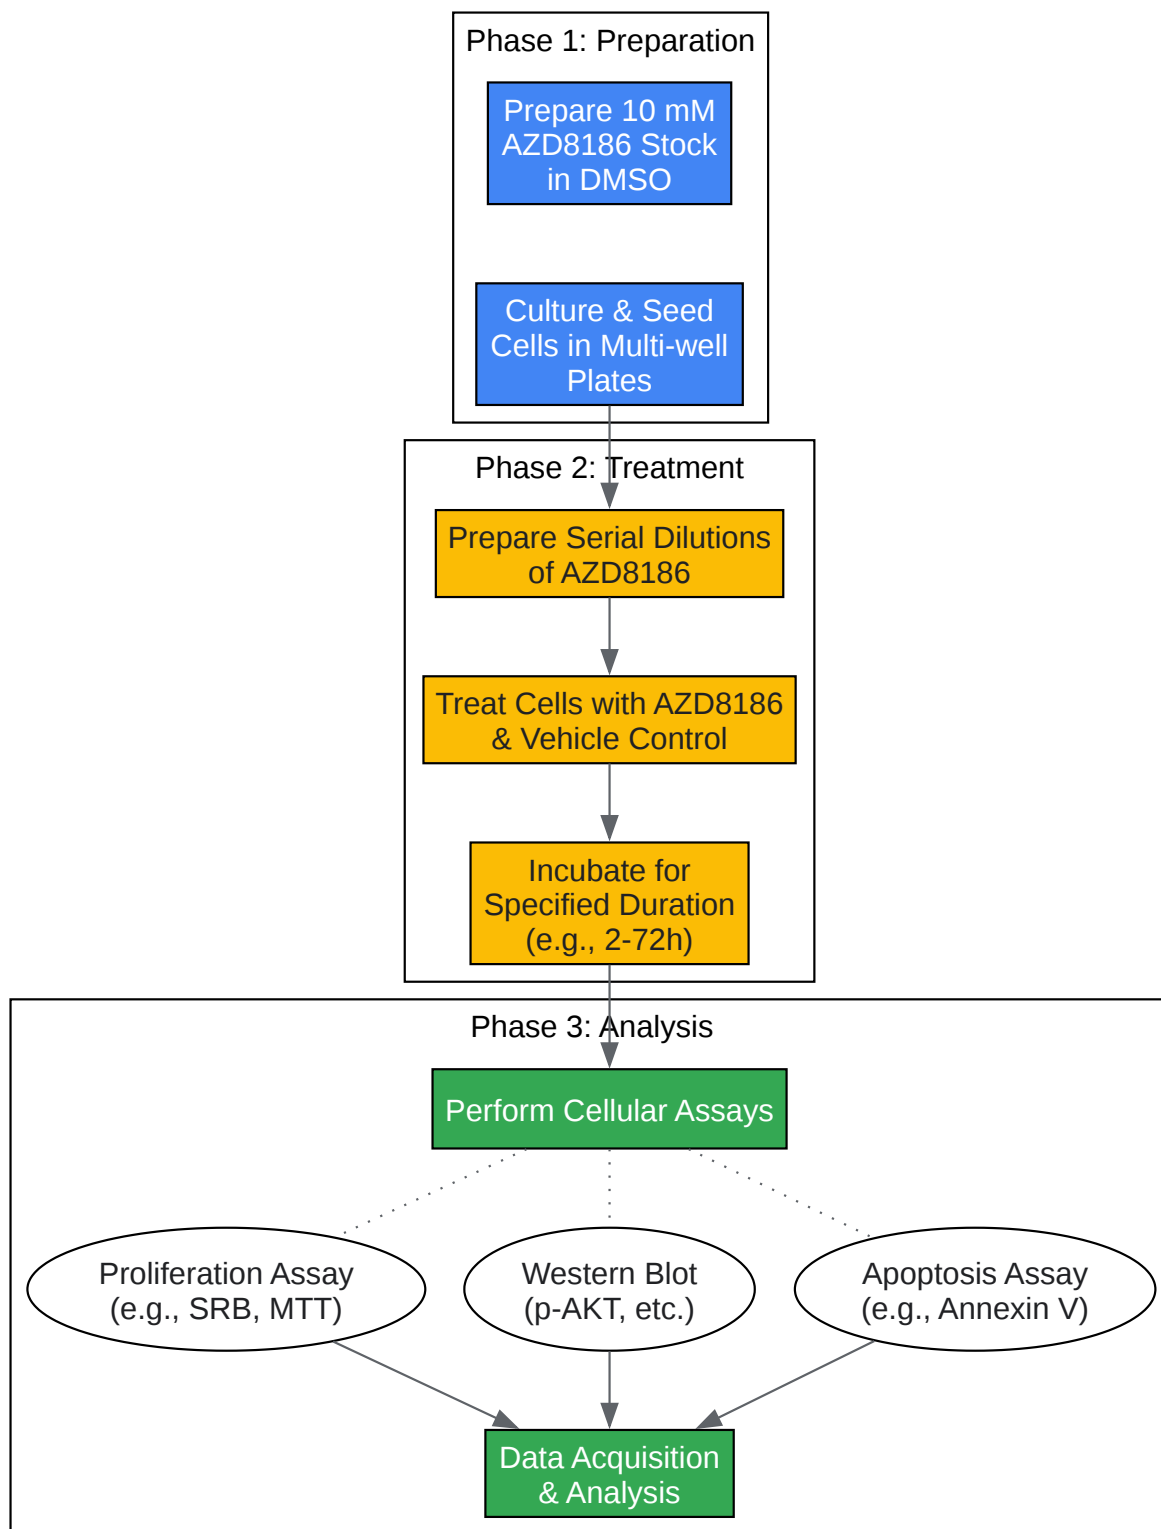 Phase 1: Preparation
Prepare 10 mM
AZD8186 Stock
in DMSO
Culture & Seed
Cells in Multi-well
Plates
Phase 2: Treatment
Prepare Serial Dilutions
of AZD8186
Treat Cells with AZD8186
& Vehicle Control
Incubate for
Specified Duration
(e.g., 2-72h)
Phase 3: Analysis
Perform Cellular Assays
Proliferation Assay
(e.g., SRB, MTT)
Western Blot
(p-AKT, etc.)
Apoptosis Assay
(e.g., Annexin V)
Data Acquisition
& Analysis